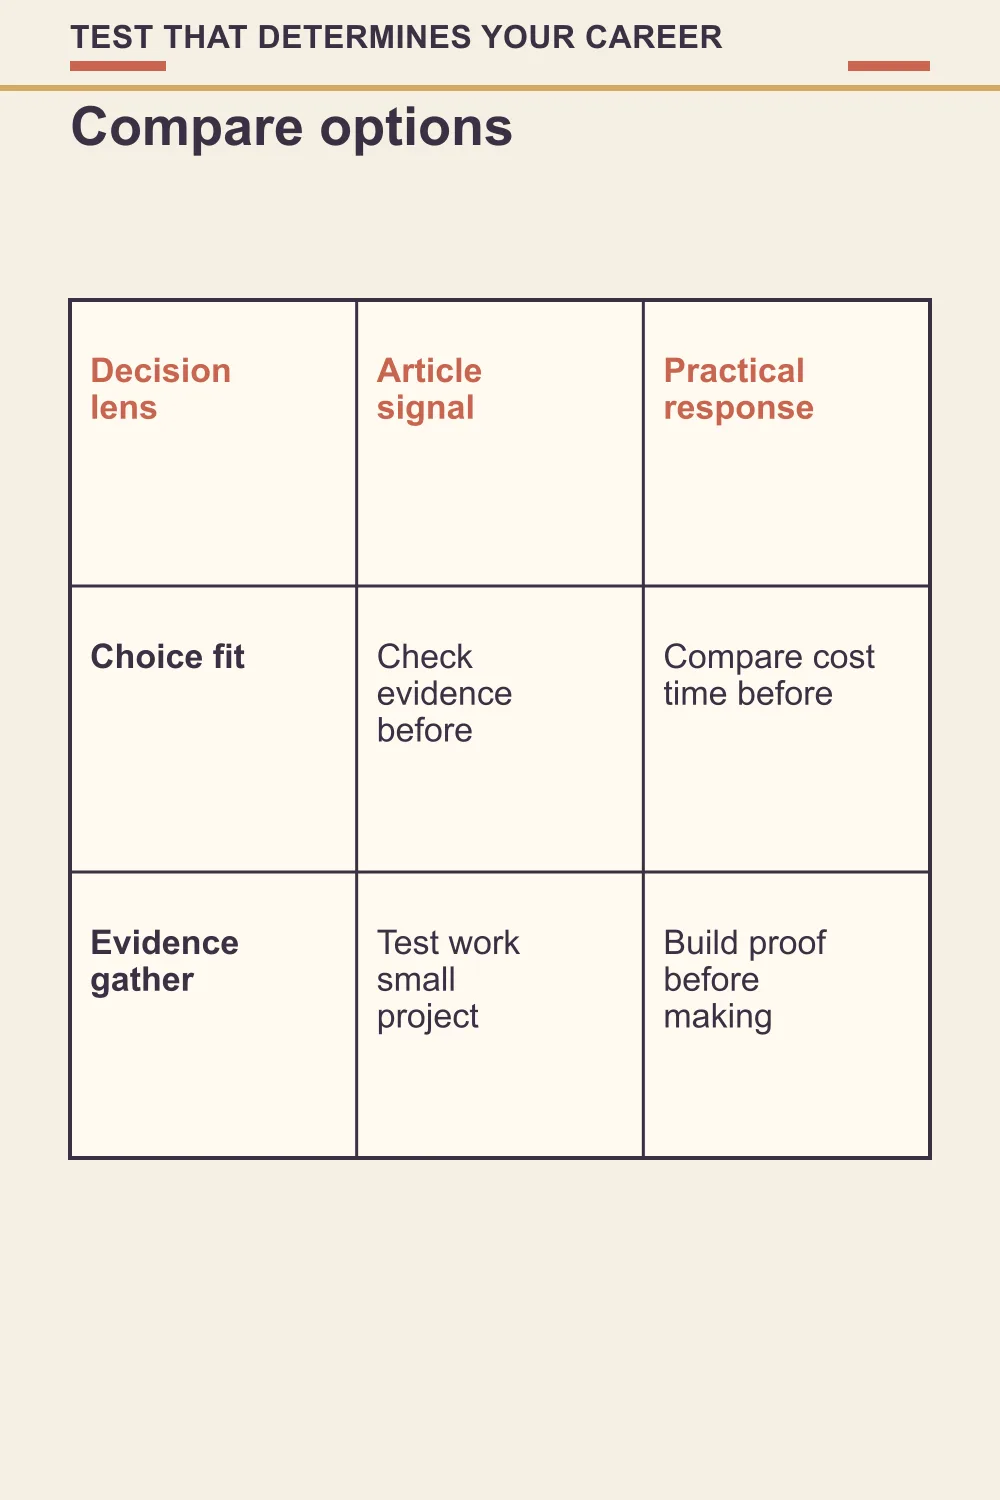 TEST THAT DETERMINES YOUR CAREER
Compare options
Decision
lens
Article
signal
Practical
response
Choice fit
Check
evidence
before
Compare cost
time before
Evidence
gather
Test work
small
project
Build proof
before
making